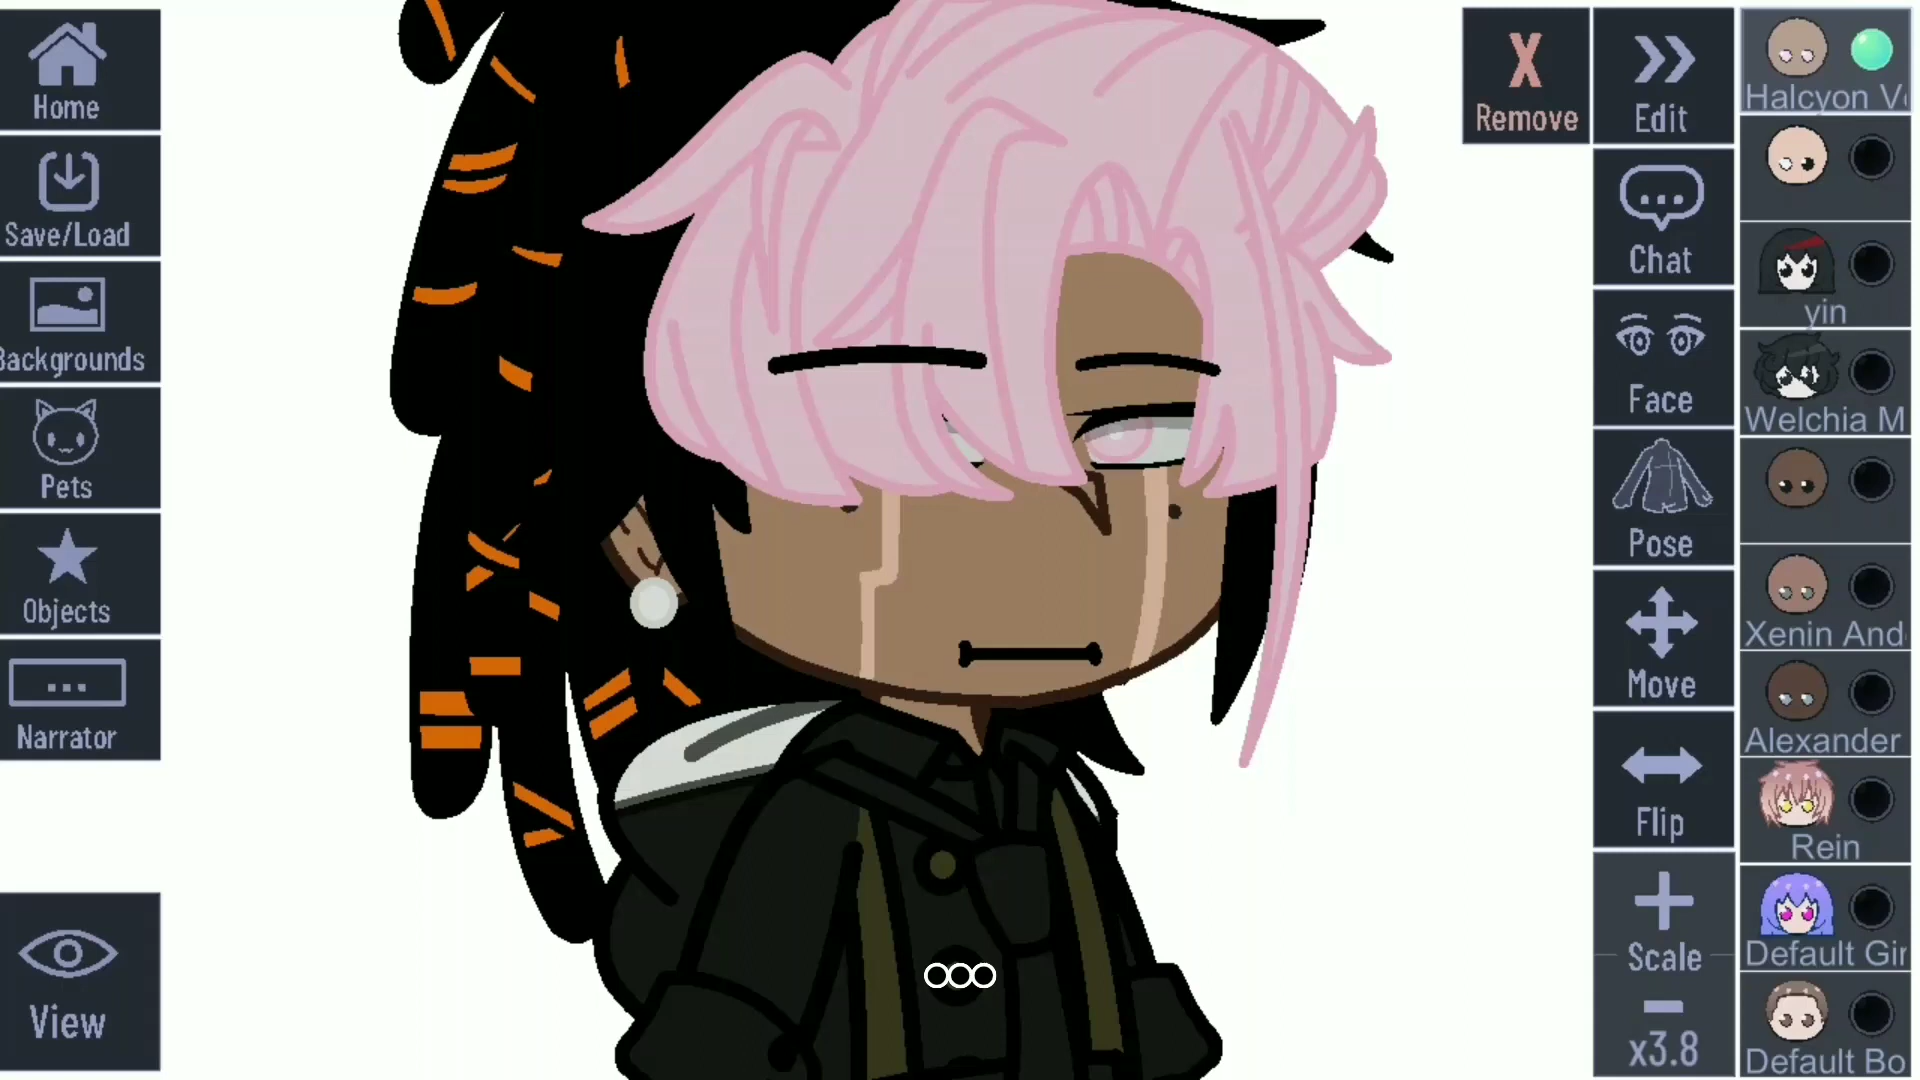 Home
Save/Load
Backgrounds
Pets
Objects
...
Narrator
View
X
Remove
Edit
...
Chat
Face
Pose
Move
Flip
Scale
x3.8
Halcyon
yin
Welchia M
Xenin And
Alexander
Rein
Default Gir
Default Bo